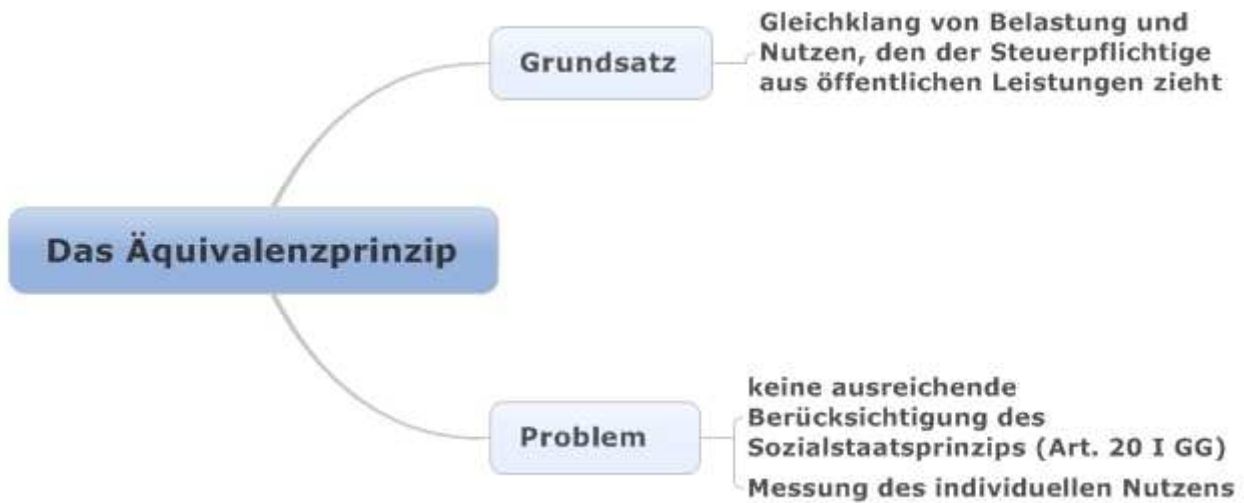 Das Äquivalenzprinzip
Grundsatz
Gleichklang von Belastung und
Nutzen, den der Steuerpflichtige
aus öffentlichen Leistungen zieht
Problem
keine ausreichende
Berücksichtigung des
Sozialstaatsprinzips (Art. 20 I GG)
Messung des individuellen Nutzens